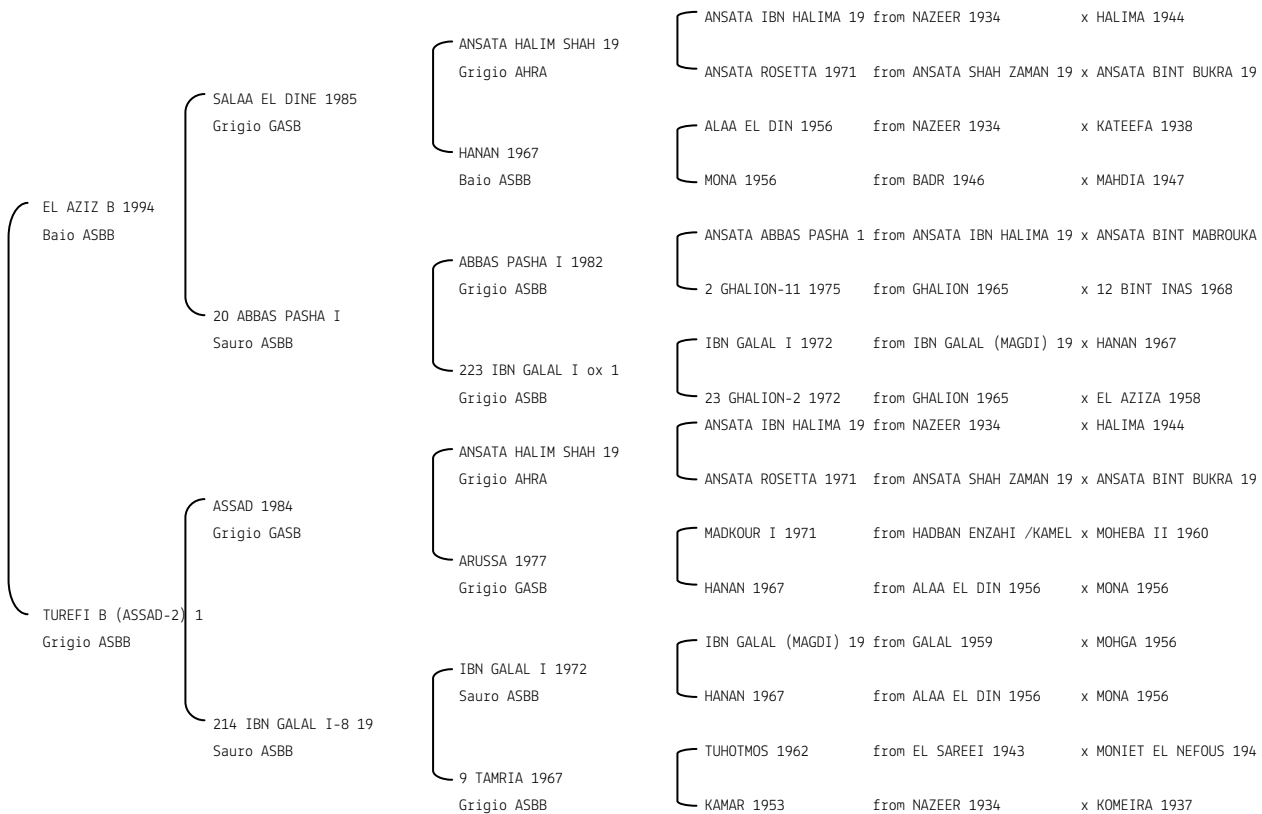 ANSATA IBN HALIMA 19 from NAZEER 1934 x HALIMA 1944
ANSATA HALIM SHAH 19
Grigio AHRA
ANSATA ROSETTA 1971 from ANSATA SHAH ZAMAN 19 x ANSATA BINT BUKRA 19
SALAA EL DINE 1985
Grigio GASB
ALAA EL DIN 1956 from NAZEER 1934 x KATEEFA 1938
HANAN 1967
Baio ASBB
MONA 1956 from BADR 1946 x MAHDIA 1947
EL AZIZ B 1994
Baio ASBB
ANSATA ABBAS PASHA 1 from ANSATA IBN HALIMA 19 x ANSATA BINT MABROUKA
ABBAS PASHA I 1982
Grigio ASBB
2 GHALION-11 1975 from GHALION 1965 x 12 BINT INAS 1968
20 ABBAS PASHA I
Sauro ASBB
IBN GALAL I 1972 from IBN GALAL (MAGDI) 19 x HANAN 1967
223 IBN GALAL I ox 1
Grigio ASBB
23 GHALION-2 1972 from GHALION 1965 x EL AZIZA 1958
ANSATA IBN HALIMA 19 from NAZEER 1934 x HALIMA 1944
ANSATA HALIM SHAH 19
Grigio AHRA
ANSATA ROSETTA 1971 from ANSATA SHAH ZAMAN 19 x ANSATA BINT BUKRA 19
ASSAD 1984
Grigio GASB
MADKOUR I 1971 from HADBAN ENZAHI /KAMEL x MOHEBA II 1960
ARUSSA 1977
Grigio GASB
HANAN 1967 from ALAA EL DIN 1956 x MONA 1956
TUREFI B (ASSAD-2) 1
Grigio ASBB
IBN GALAL (MAGDI) 19 from GALAL 1959 x MOHGA 1956
IBN GALAL I 1972
Sauro ASBB
HANAN 1967 from ALAA EL DIN 1956 x MONA 1956
214 IBN GALAL I-8 19
Sauro ASBB
TUHOTMOS 1962 from EL SAREEI 1943 x MONIET EL NEFOUS 194
9 TAMRIA 1967
Grigio ASBB
KAMAR 1953 from NAZEER 1934 x KOMEIRA 1937